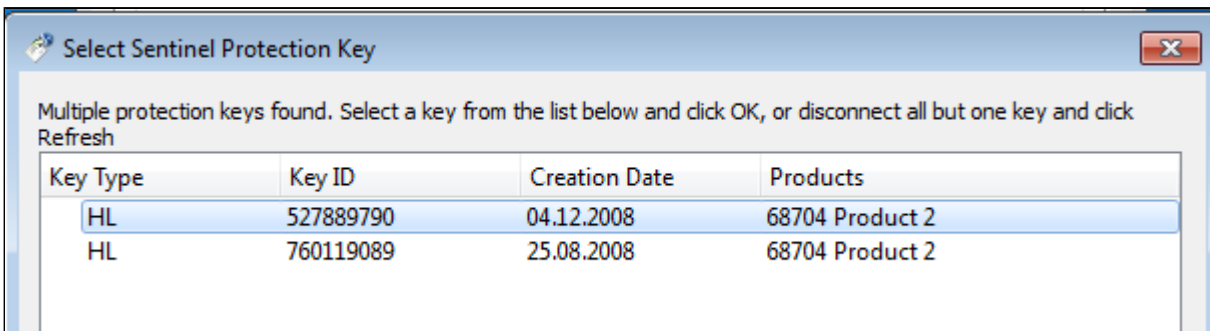 Select Sentinel Protection Key
Multiple protection keys found. Select a key from the list below and click OK, or disconnect all but one key and click
Refresh
Key Type Key ID Creation Date Products
HL 527889790 04.12.2008 68704 Product 2
HL 760119089 25.08.2008 68704 Product 2